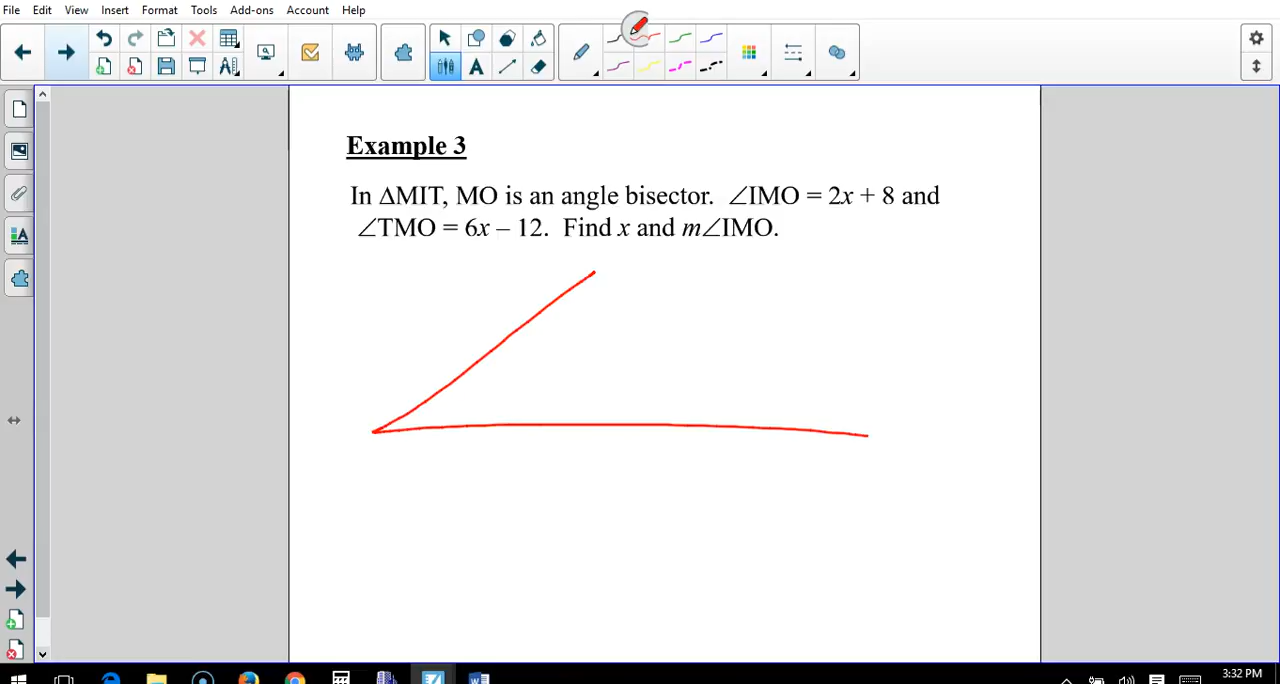 File Edit View Insert Format Tools Add-ons Account Help
Example 3
In ΔMIT, MO is an angle bisector. ∠IMO = 2x + 8 and
∠TMO = 6x – 12. Find x and m∠IMO.
3:32 PM